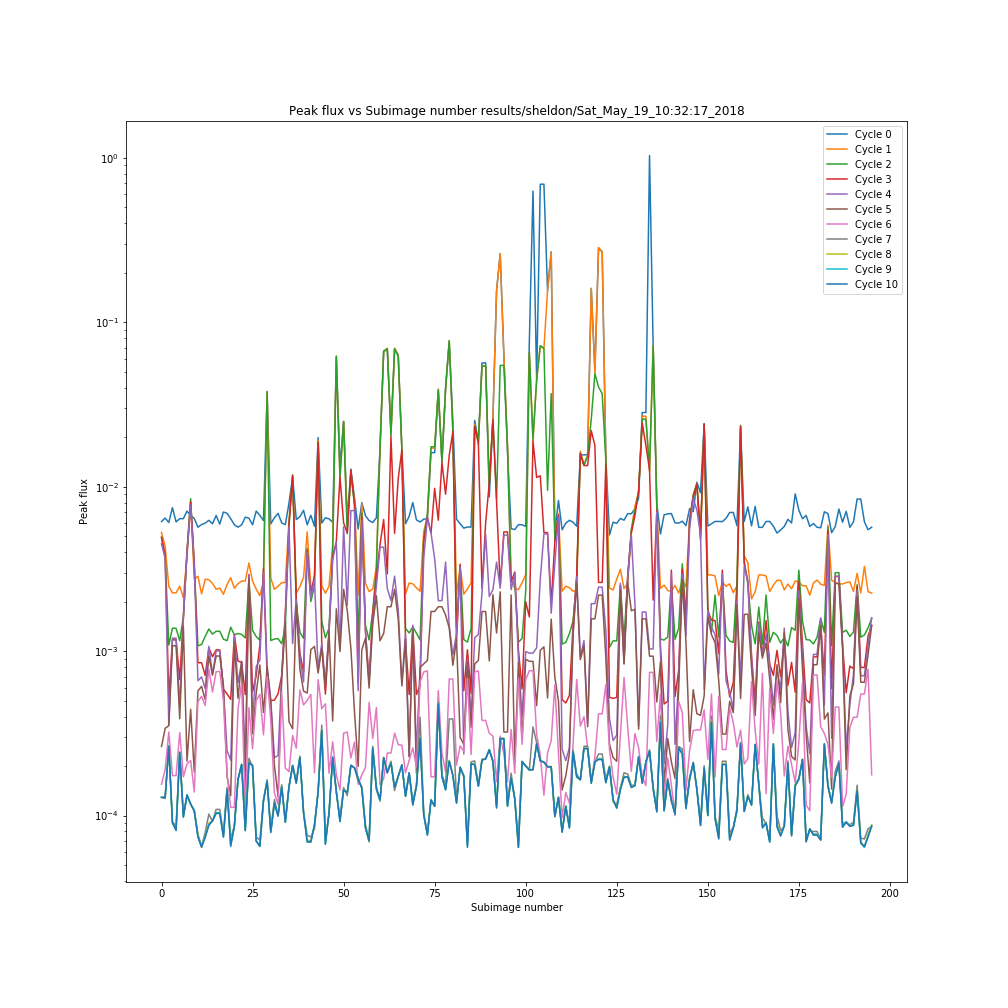 Peak flux vs Subimage number results/sheldon/Sat_May_19_10:32:17_2018
Peak flux
10⁰
10⁻¹
10⁻²
10⁻³
10⁻⁴
Cycle 0
Cycle 1
Cycle 2
Cycle 3
Cycle 4
Cycle 5
Cycle 6
Cycle 7
Cycle 8
Cycle 9
Cycle 10
0 25 50 75 100 125 150 175 200
Subimage number